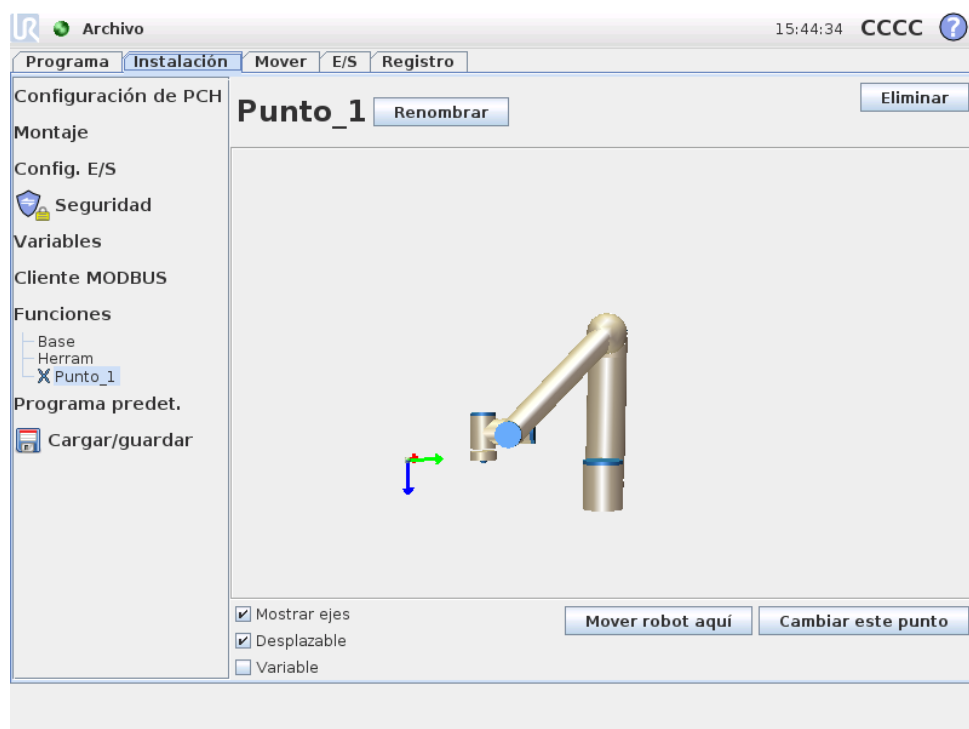 UR Archivo 15:44:34 CCCC ?
Programa Instalación Mover E/S Registro
Configuración de PCH
Montaje
Config. E/S
Seguridad
Variables
Cliente MODBUS
Funciones
Base
Herram
Punto_1
Programa predet.
Cargar/guardar
Punto_1 Renombrar Eliminar
Mostrar ejes
Desplazable
Variable
Mover robot aquí Cambiar este punto